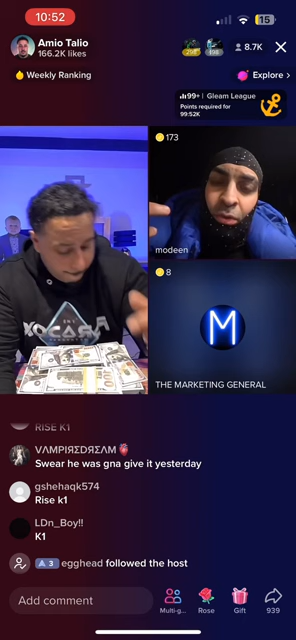 10:52
15
Amio Talio
166.2K likes
8.7K
Weekly Ranking
Explore >
99+ | Gleam League
Points required for
99:52K
173
modeen
8
M
THE MARKETING GENERAL
RISE K1
VΛMPIЯΣDЯΣΛM
Swear he was gna give it yesterday
gshehaqk574
Rise k1
LDn_Boy!!
K1
3 egghead followed the host
Add comment
Multi-g...
Rose
Gift
939